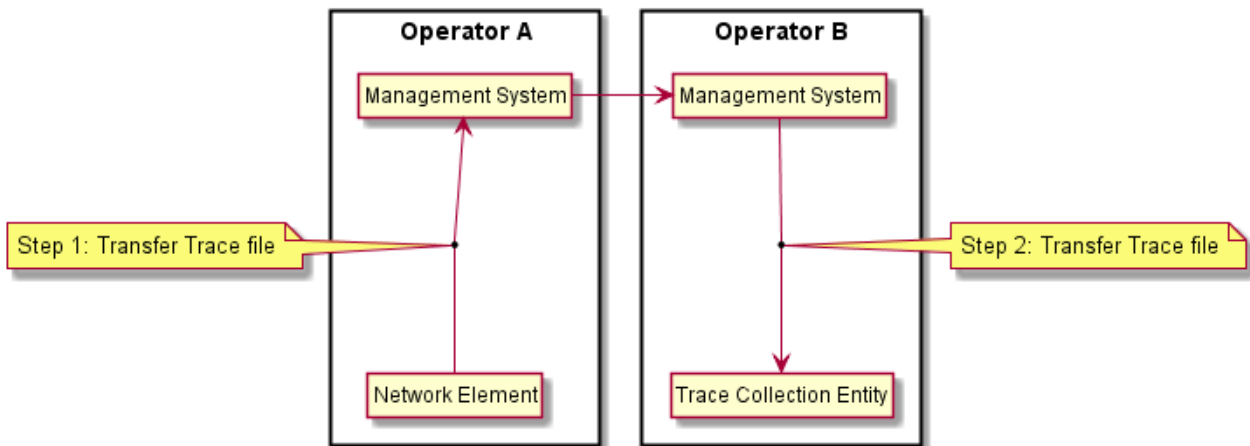 Operator A
Operator B
Management System
Management System
Step 1: Transfer Trace file
Step 2: Transfer Trace file
Network Element
Trace Collection Entity